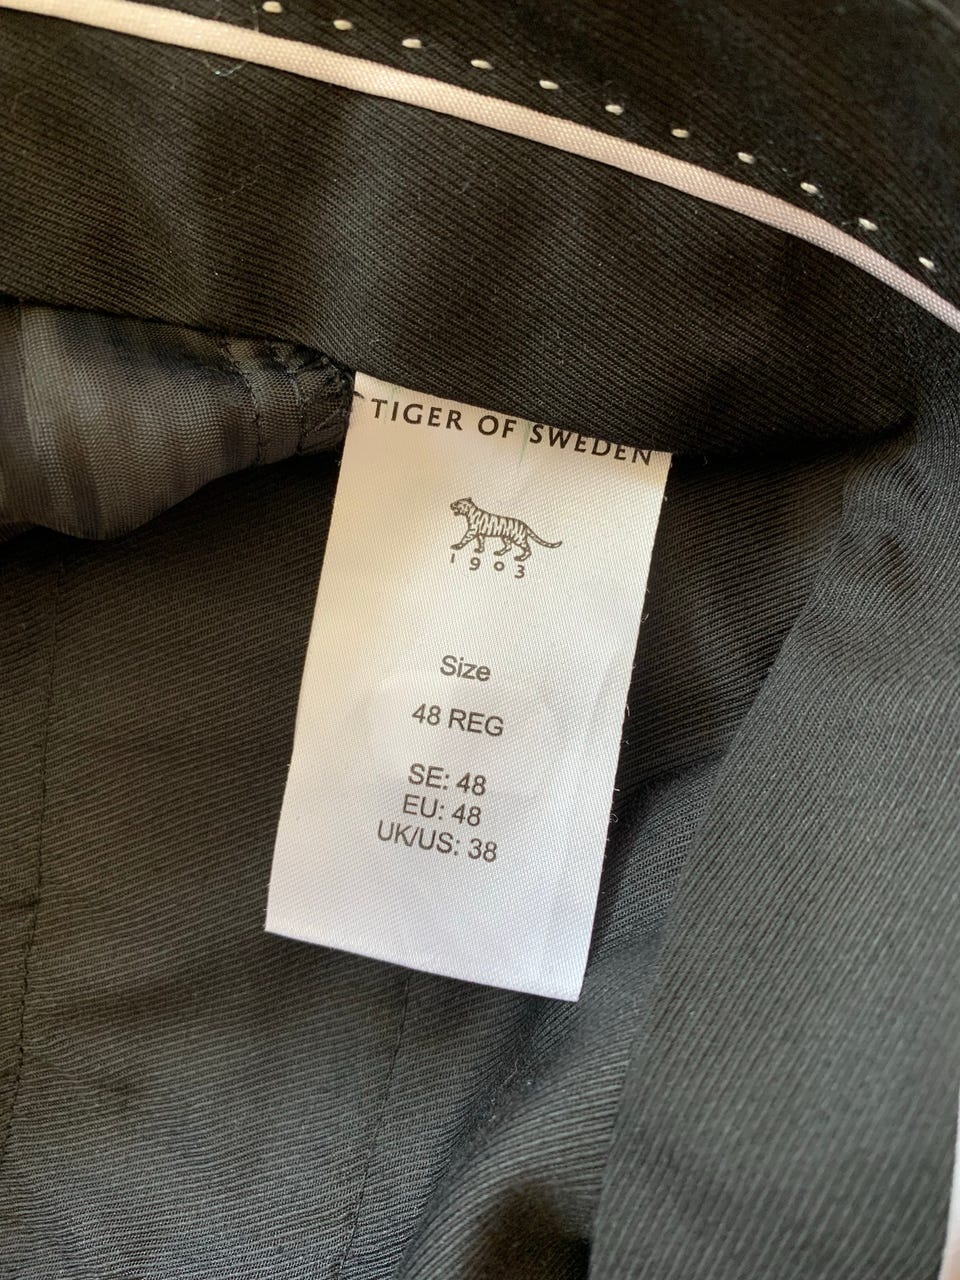 TIGER OF SWEDEN
1903
Size
48 REG
SE: 48
EU: 48
UK/US: 38